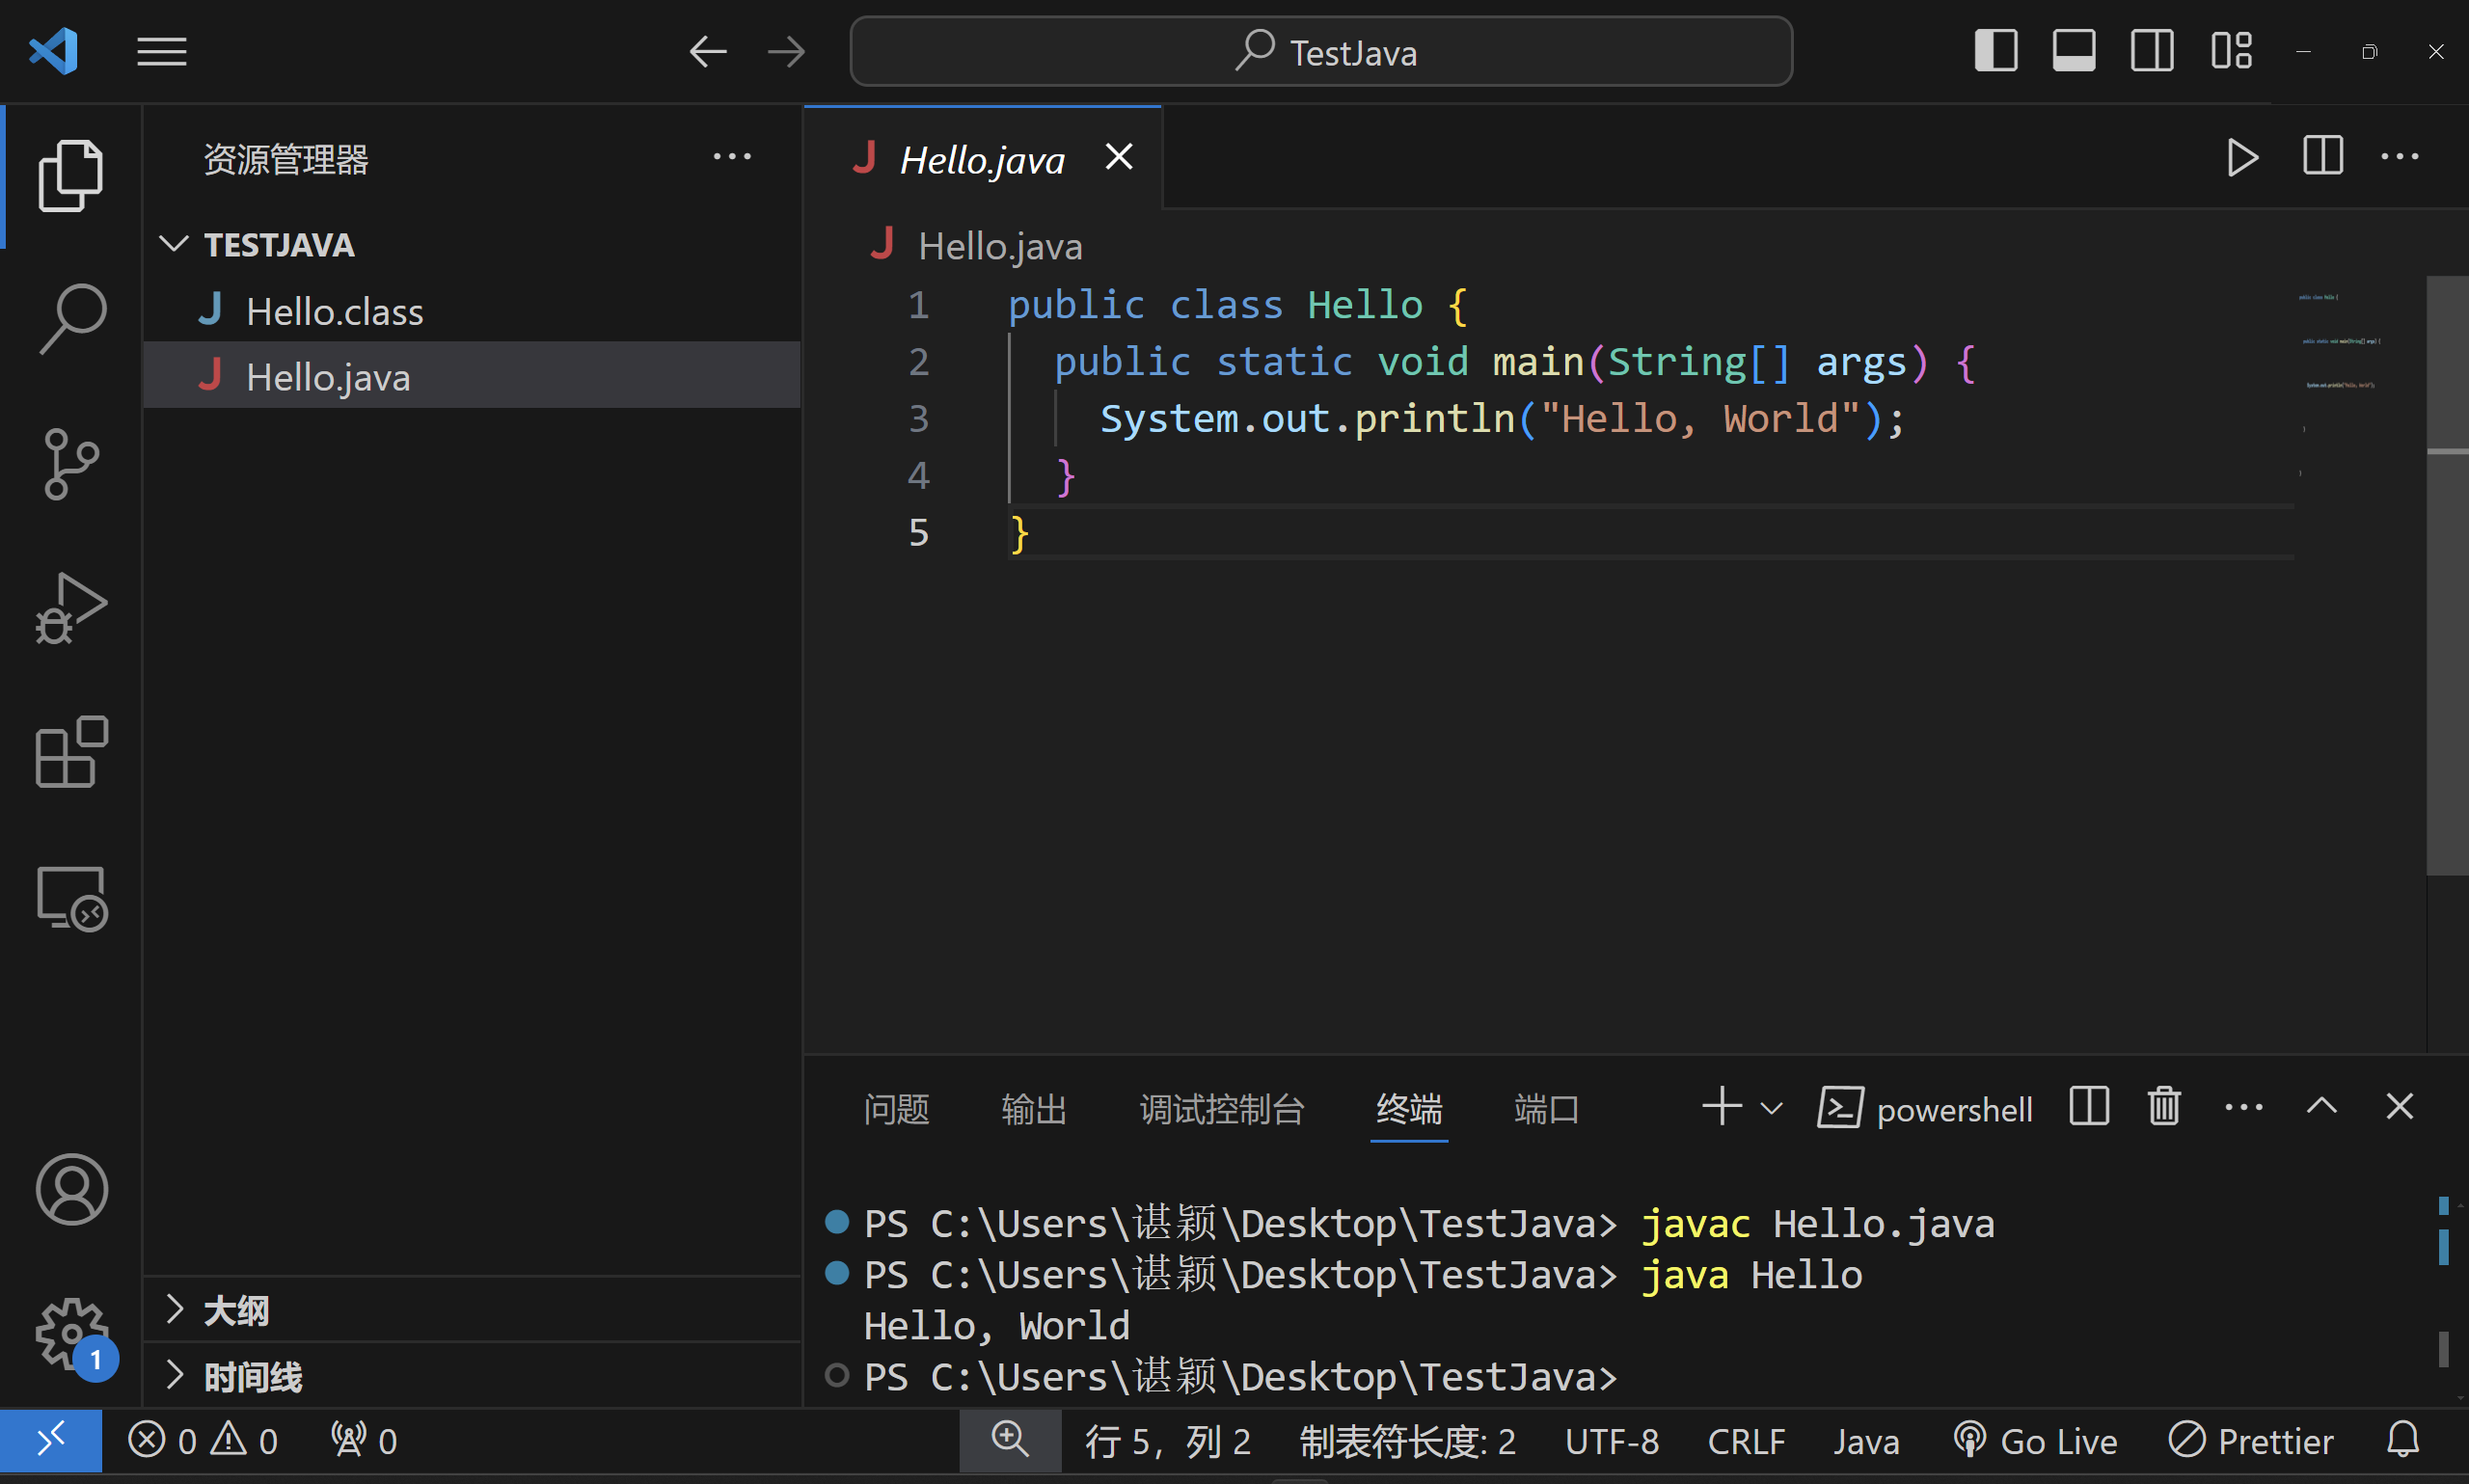 TestJava
资源管理器
TESTJAVA
Hello.class
Hello.java
Hello.java
Hello.java
1 public class Hello {
2 public static void main(String[] args) {
3 System.out.println("Hello, World");
4 }
5 }
问题 输出 调试控制台 终端 端口 powershell
PS C:\Users\谌颖\Desktop\TestJava> javac Hello.java
PS C:\Users\谌颖\Desktop\TestJava> java Hello
Hello, World
PS C:\Users\谌颖\Desktop\TestJava>
大纲
时间线
1
0 0 0 行 5，列 2 制表符长度: 2 UTF-8 CRLF Java Go Live Prettier